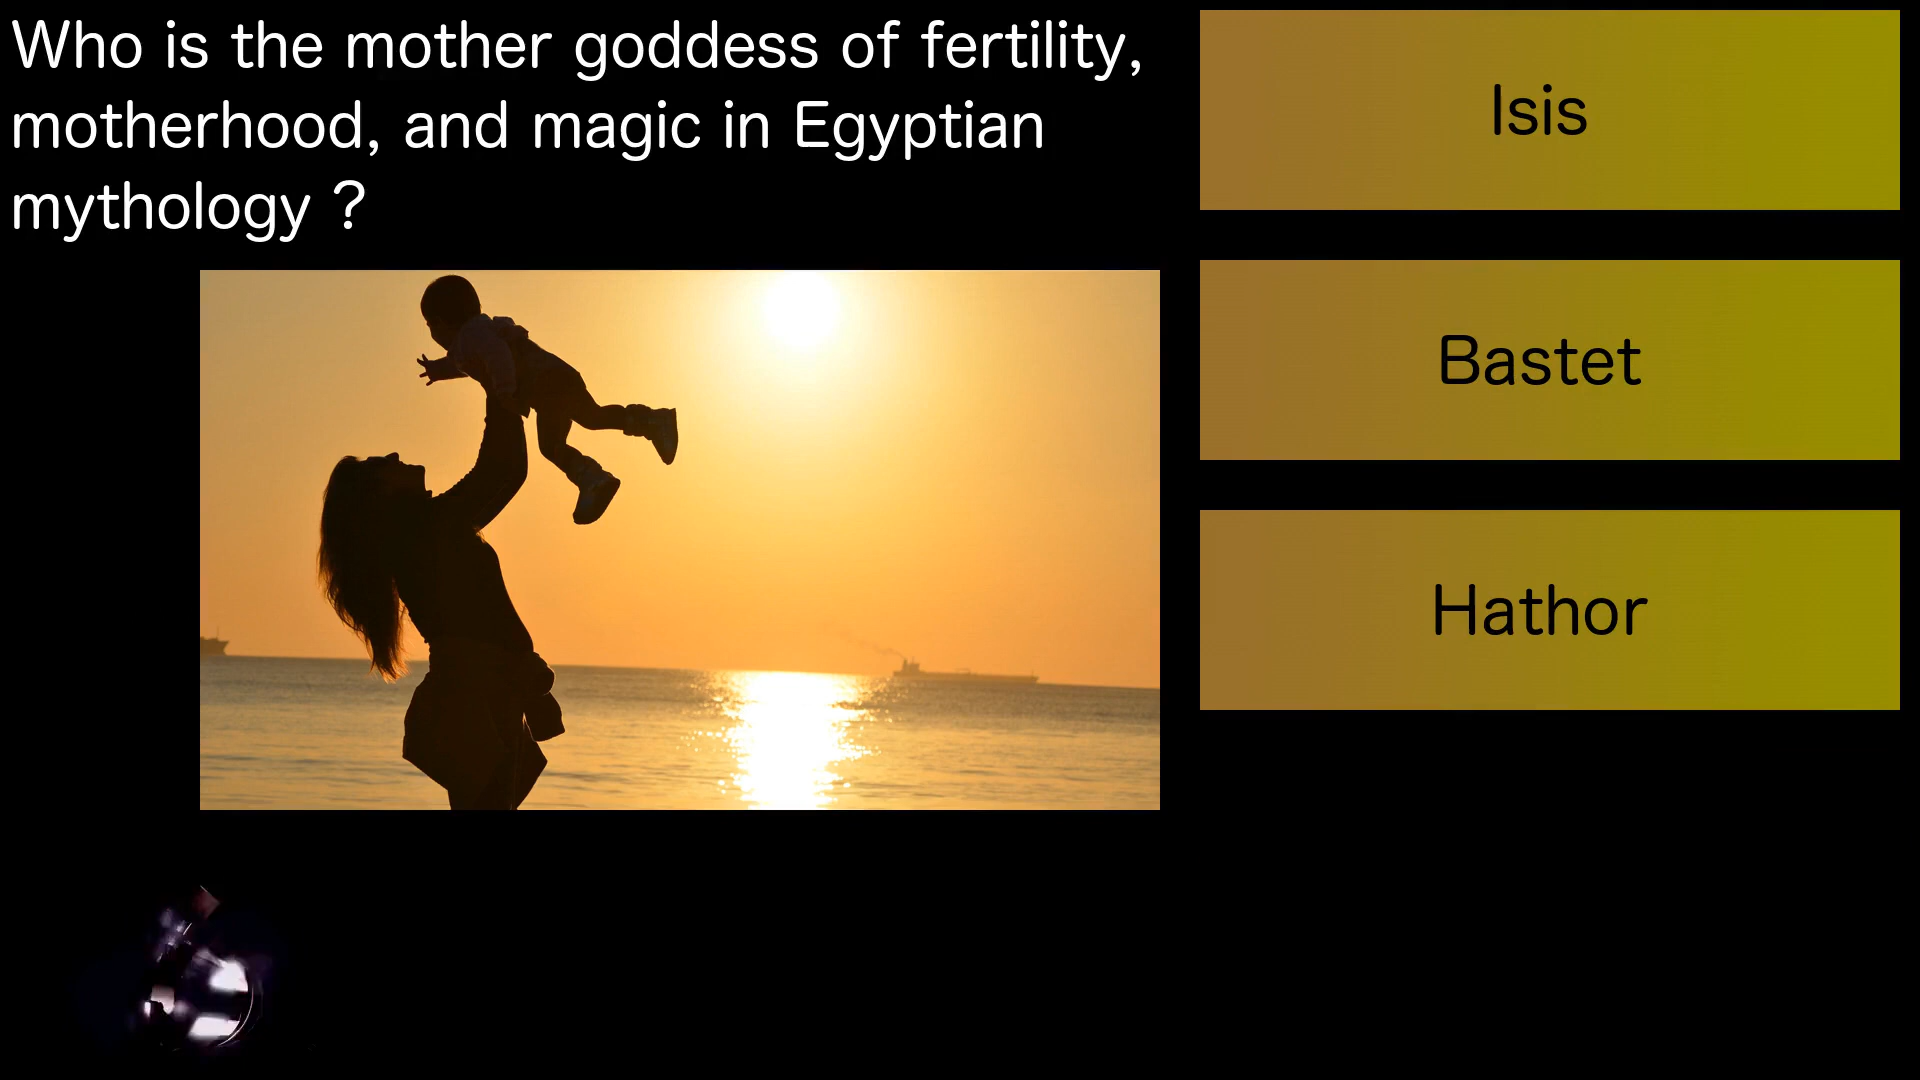 Who is the mother goddess of fertility,
motherhood, and magic in Egyptian
mythology ?
Isis
Bastet
Hathor